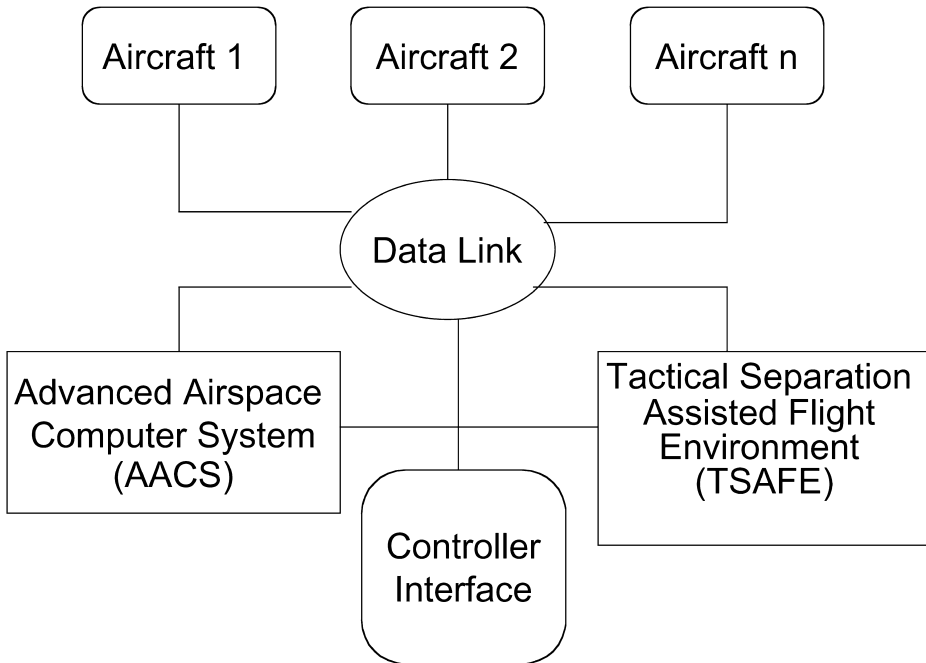 Aircraft 1
Aircraft 2
Aircraft n
Data Link
Advanced Airspace
Computer System
(AACS)
Tactical Separation
Assisted Flight
Environment
(TSAFE)
Controller
Interface